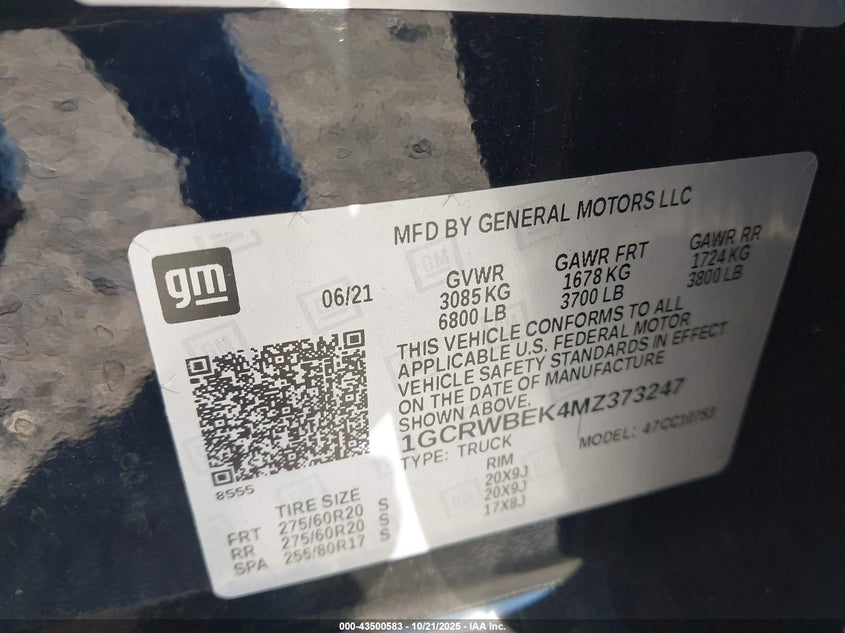 gm
MFD BY GENERAL MOTORS LLC
06/21
GVWR
3085 KG
6800 LB
GAWR FRT
1678 KG
3700 LB
GAWR RR
1724 KG
3800 LB
THIS VEHICLE CONFORMS TO ALL
APPLICABLE U.S. FEDERAL MOTOR
VEHICLE SAFETY STANDARDS IN EFFECT
ON THE DATE OF MANUFACTURE
SHOWN ABOVE.
1GCRWBEK4MZ373247
TYPE: TRUCK
MODEL: 47CC10753
8555
TIRE SIZE
RIM
FRT 275/60R20 S 20X9J
RR 275/60R20 S 20X9J
SPA 255/80R17 S 17X8J
000-43500583 - 10/21/2025 - IAA Inc.